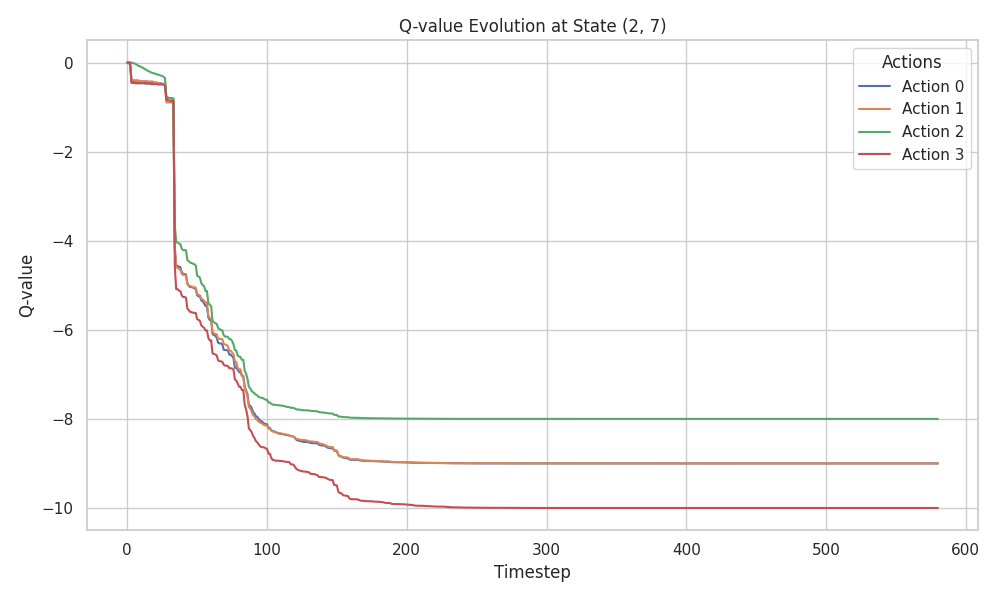 Q-value Evolution at State (2, 7)
Actions
Action 0
Action 1
Action 2
Action 3
Q-value
0
−2
−4
−6
−8
−10
0 100 200 300 400 500 600
Timestep